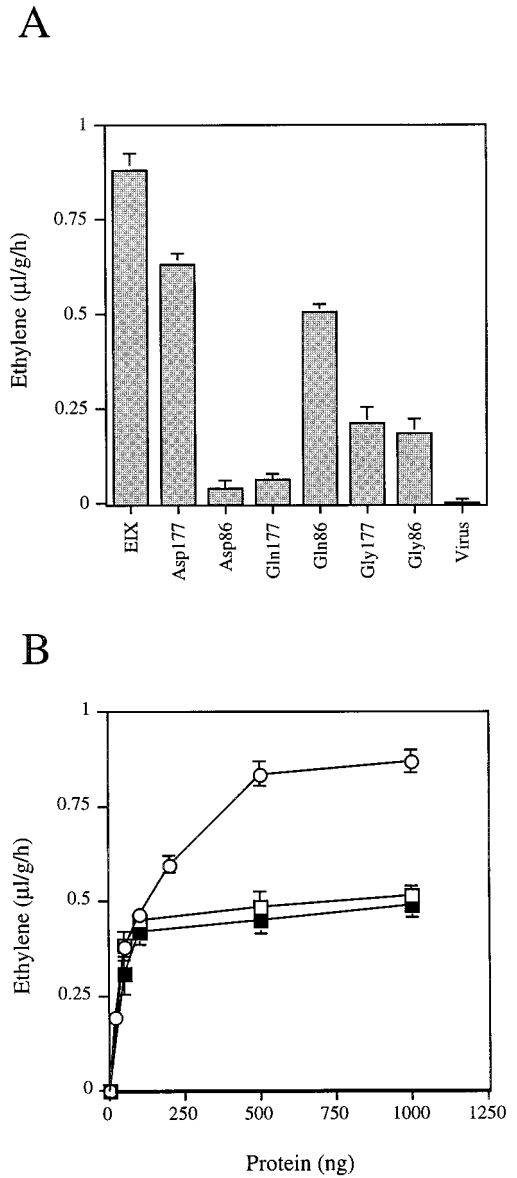 A
1
0.75
0.5
0.25
0
Ethylene (µl/g/h)
EIX
Asp177
Asp86
Gln177
Gln86
Gly177
Gly86
Virus
B
1
0.75
0.5
0.25
0
Ethylene (µl/g/h)
0 250 500 750 1000 1250
Protein (ng)